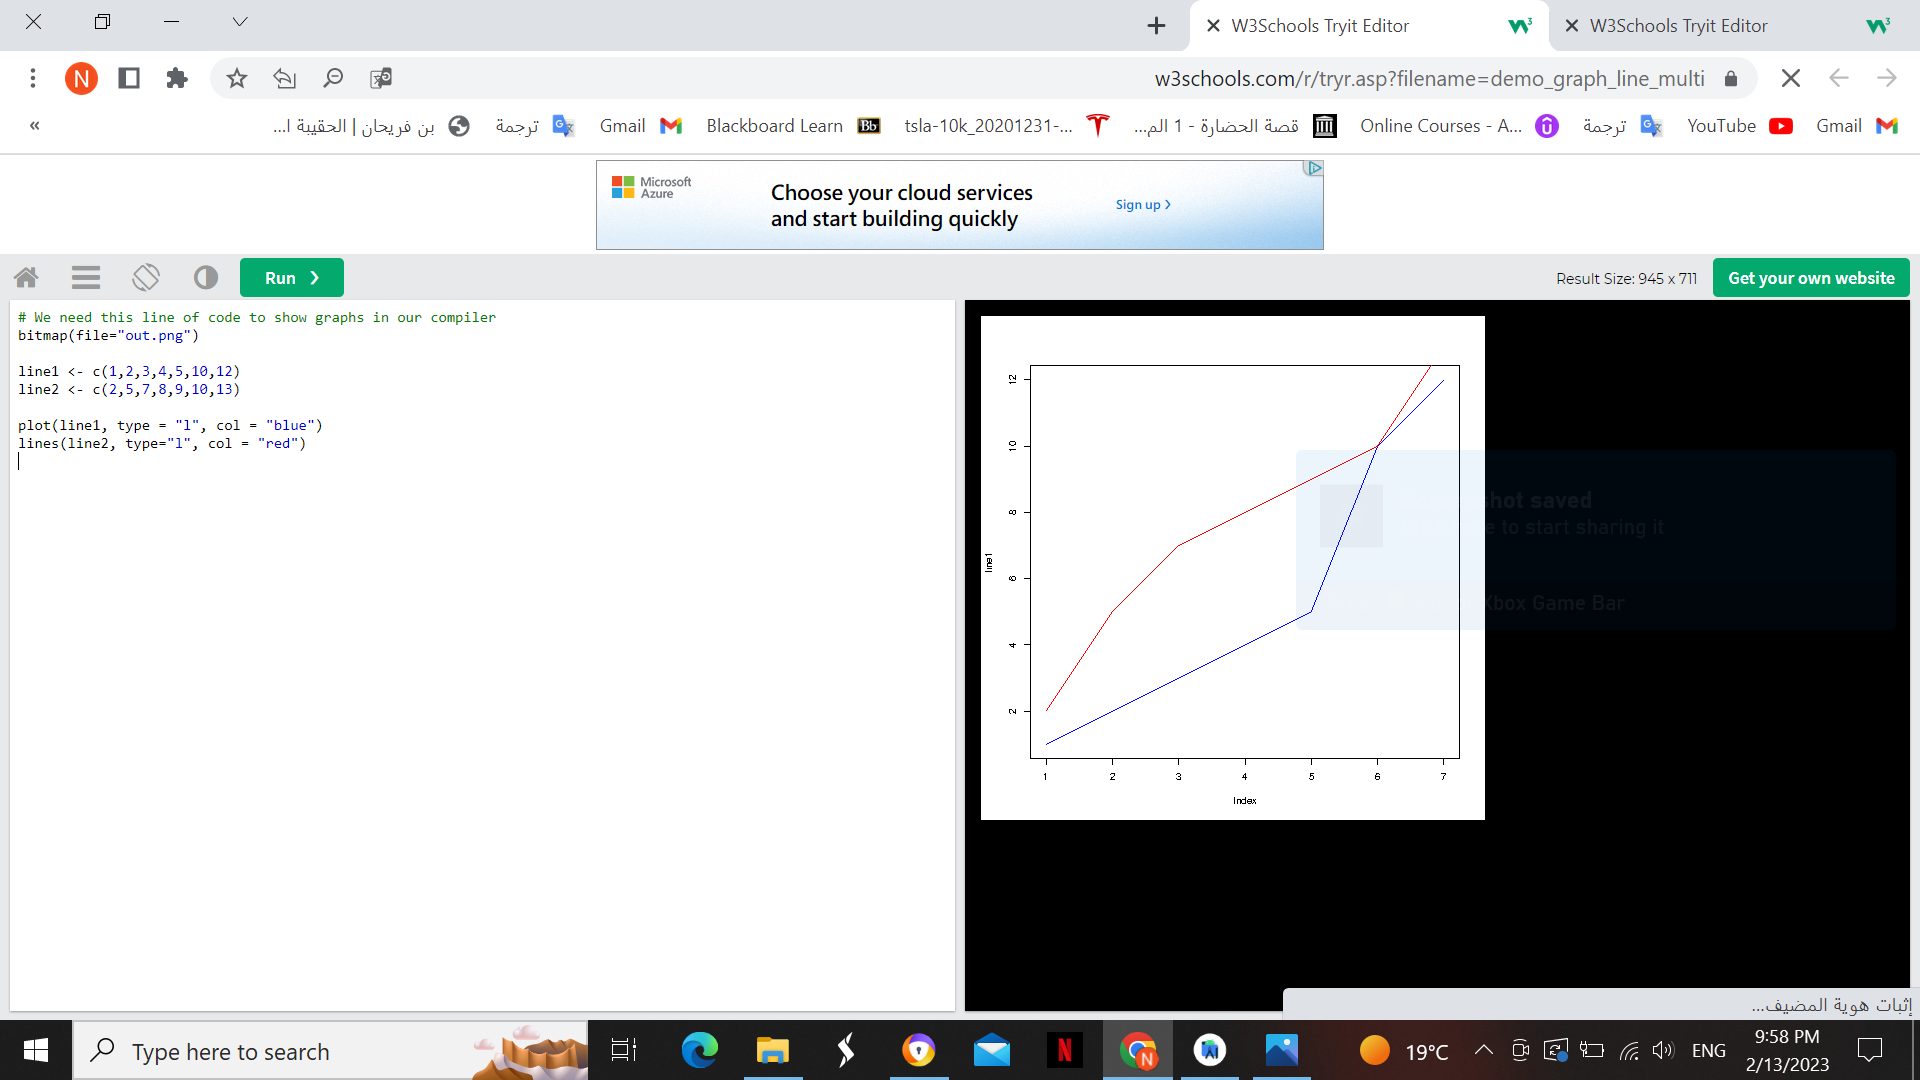 W3Schools Tryit Editor
W3Schools Tryit Editor
N
w3schools.com/r/tryr.asp?filename=demo_graph_line_multi
«
بن فريحان | الحقيبة ا...
ترجمة
Gmail
Blackboard Learn
Bb
tsla-10k_20201231-...
قصة الحضارة - 1 الم...
Online Courses - A...
ترجمة
YouTube
Gmail
Microsoft
Azure
Choose your cloud services
and start building quickly
Sign up >
Run ❯
Result Size: 945 x 711
Get your own website
# We need this line of code to show graphs in our compiler
bitmap(file="out.png")
line1 <- c(1,2,3,4,5,10,12)
line2 <- c(2,5,7,8,9,10,13)
plot(line1, type = "l", col = "blue")
lines(line2, type="l", col = "red")
12
10
8
6
4
2
line1
1 2 3 4 5 6 7
Index
shot saved
to start sharing it
Xbox Game Bar
إثبات هوية المضيف...
Type here to search
N
N
AI
19°C
ENG
9:58 PM
2/13/2023